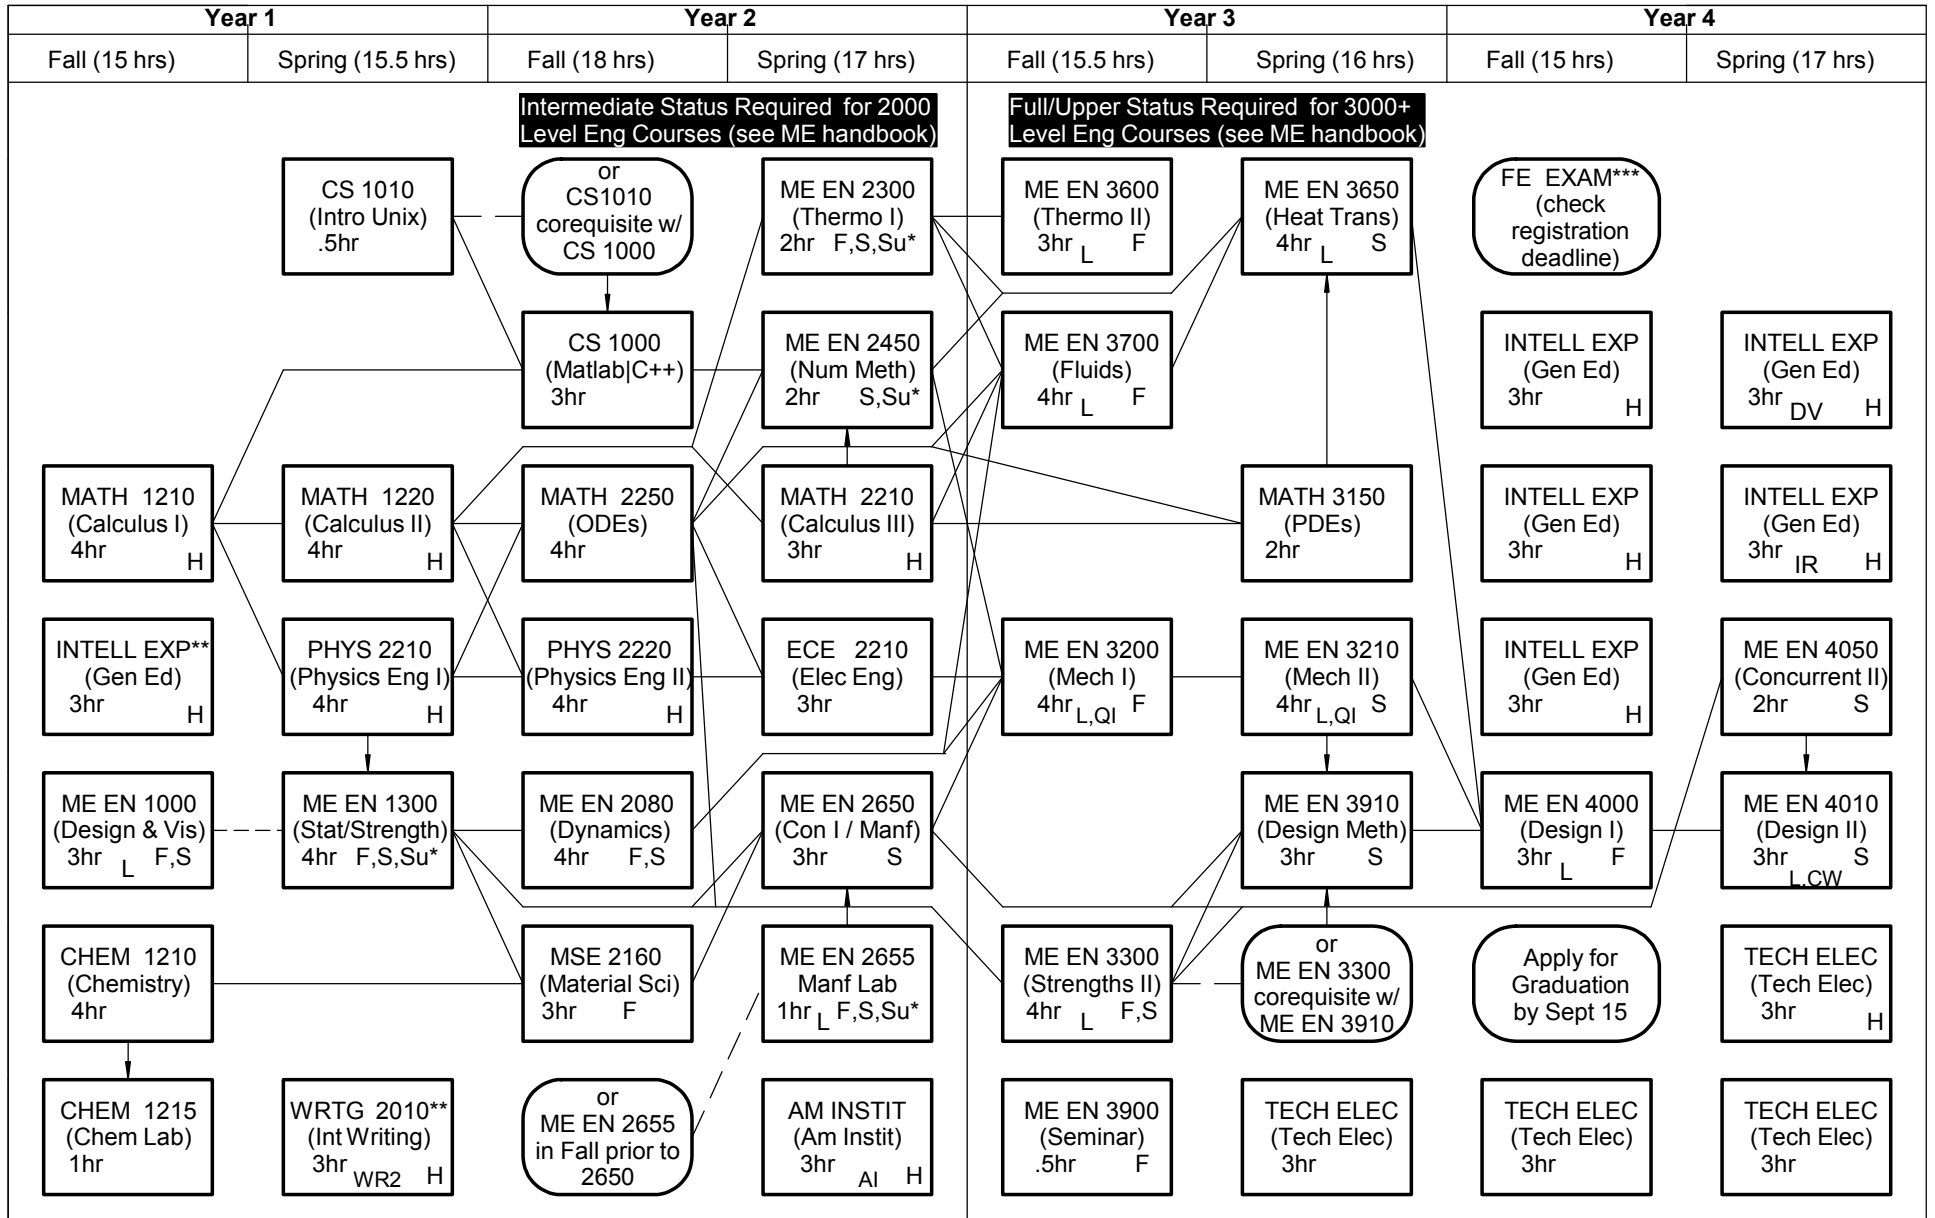 Year 1
Year 2
Year 3
Year 4
Fall (15 hrs)
Spring (15.5 hrs)
Fall (18 hrs)
Spring (17 hrs)
Fall (15.5 hrs)
Spring (16 hrs)
Fall (15 hrs)
Spring (17 hrs)
Intermediate Status Required for 2000
Level Eng Courses (see ME handbook)
Full/Upper Status Required for 3000+
Level Eng Courses (see ME handbook)
CS 1010
(Intro Unix)
.5hr
or
CS1010
corequisite w/
CS 1000
ME EN 2300
(Thermo I)
2hr F,S,Su*
ME EN 3600
(Thermo II)
3hr L F
ME EN 3650
(Heat Trans)
4hr L S
FE EXAM***
(check
registration
deadline)
CS 1000
(Matlab|C++)
3hr
ME EN 2450
(Num Meth)
2hr S,Su*
ME EN 3700
(Fluids)
4hr L F
INTELL EXP
(Gen Ed)
3hr H
INTELL EXP
(Gen Ed)
3hr DV H
MATH 1210
(Calculus I)
4hr H
MATH 1220
(Calculus II)
4hr H
MATH 2250
(ODEs)
4hr
MATH 2210
(Calculus III)
3hr H
MATH 3150
(PDEs)
2hr
INTELL EXP
(Gen Ed)
3hr H
INTELL EXP
(Gen Ed)
3hr IR H
INTELL EXP**
(Gen Ed)
3hr H
PHYS 2210
(Physics Eng I)
4hr H
PHYS 2220
(Physics Eng II)
4hr H
ECE 2210
(Elec Eng)
3hr
ME EN 3200
(Mech I)
4hr L,QI F
ME EN 3210
(Mech II)
4hr L,QI S
INTELL EXP
(Gen Ed)
3hr H
ME EN 4050
(Concurrent II)
2hr S
ME EN 1000
(Design & Vis)
3hr L F,S
ME EN 1300
(Stat/Strength)
4hr F,S,Su*
ME EN 2080
(Dynamics)
4hr F,S
ME EN 2650
(Con I / Manf)
3hr S
ME EN 3910
(Design Meth)
3hr S
ME EN 4000
(Design I)
3hr L F
ME EN 4010
(Design II)
3hr S
L,CW
CHEM 1210
(Chemistry)
4hr
MSE 2160
(Material Sci)
3hr F
ME EN 2655
Manf Lab
1hr L F,S,Su*
ME EN 3300
(Strengths II)
4hr L F,S
or
ME EN 3300
corequisite w/
ME EN 3910
Apply for
Graduation
by Sept 15
TECH ELEC
(Tech Elec)
3hr H
CHEM 1215
(Chem Lab)
1hr
WRTG 2010**
(Int Writing)
3hr WR2 H
or
ME EN 2655
in Fall prior to
2650
AM INSTIT
(Am Instit)
3hr AI H
ME EN 3900
(Seminar)
.5hr F
TECH ELEC
(Tech Elec)
3hr
TECH ELEC
(Tech Elec)
3hr
TECH ELEC
(Tech Elec)
3hr